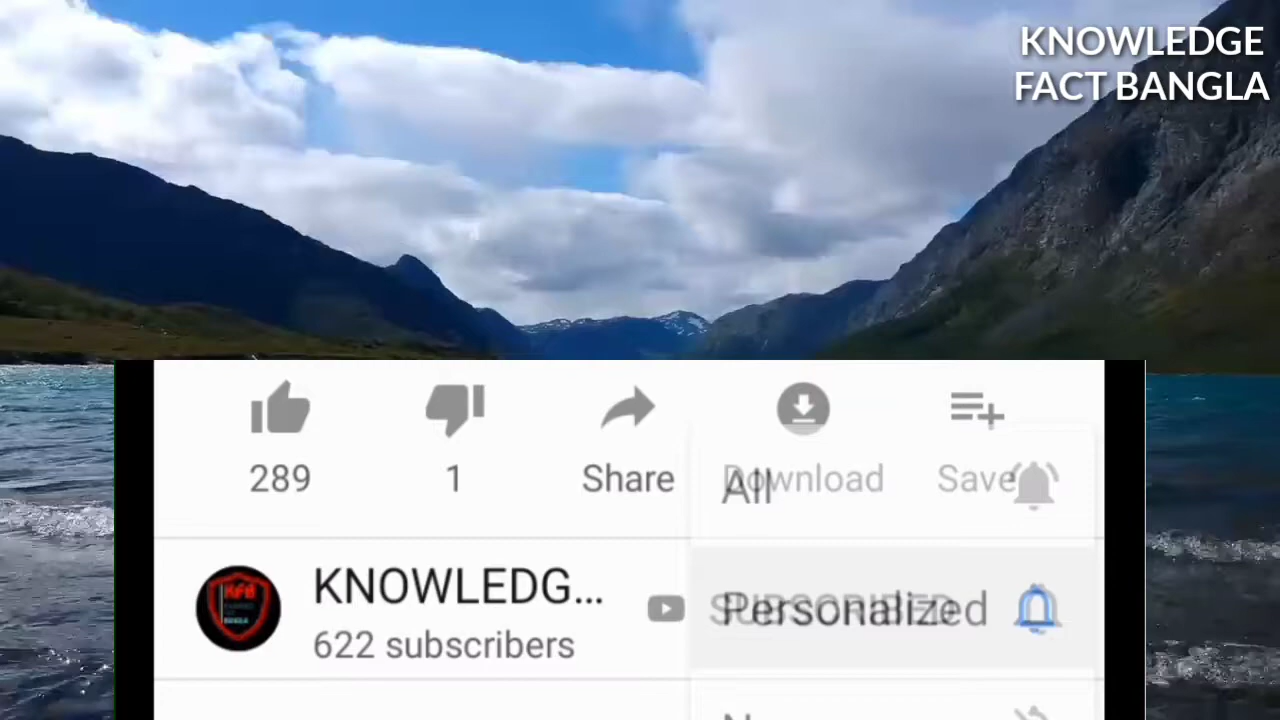 KNOWLEDGE
FACT BANGLA
289
1
Share
Download
Save
All
KNOWLEDG...
622 subscribers
SUBSCRIBED
Personalized